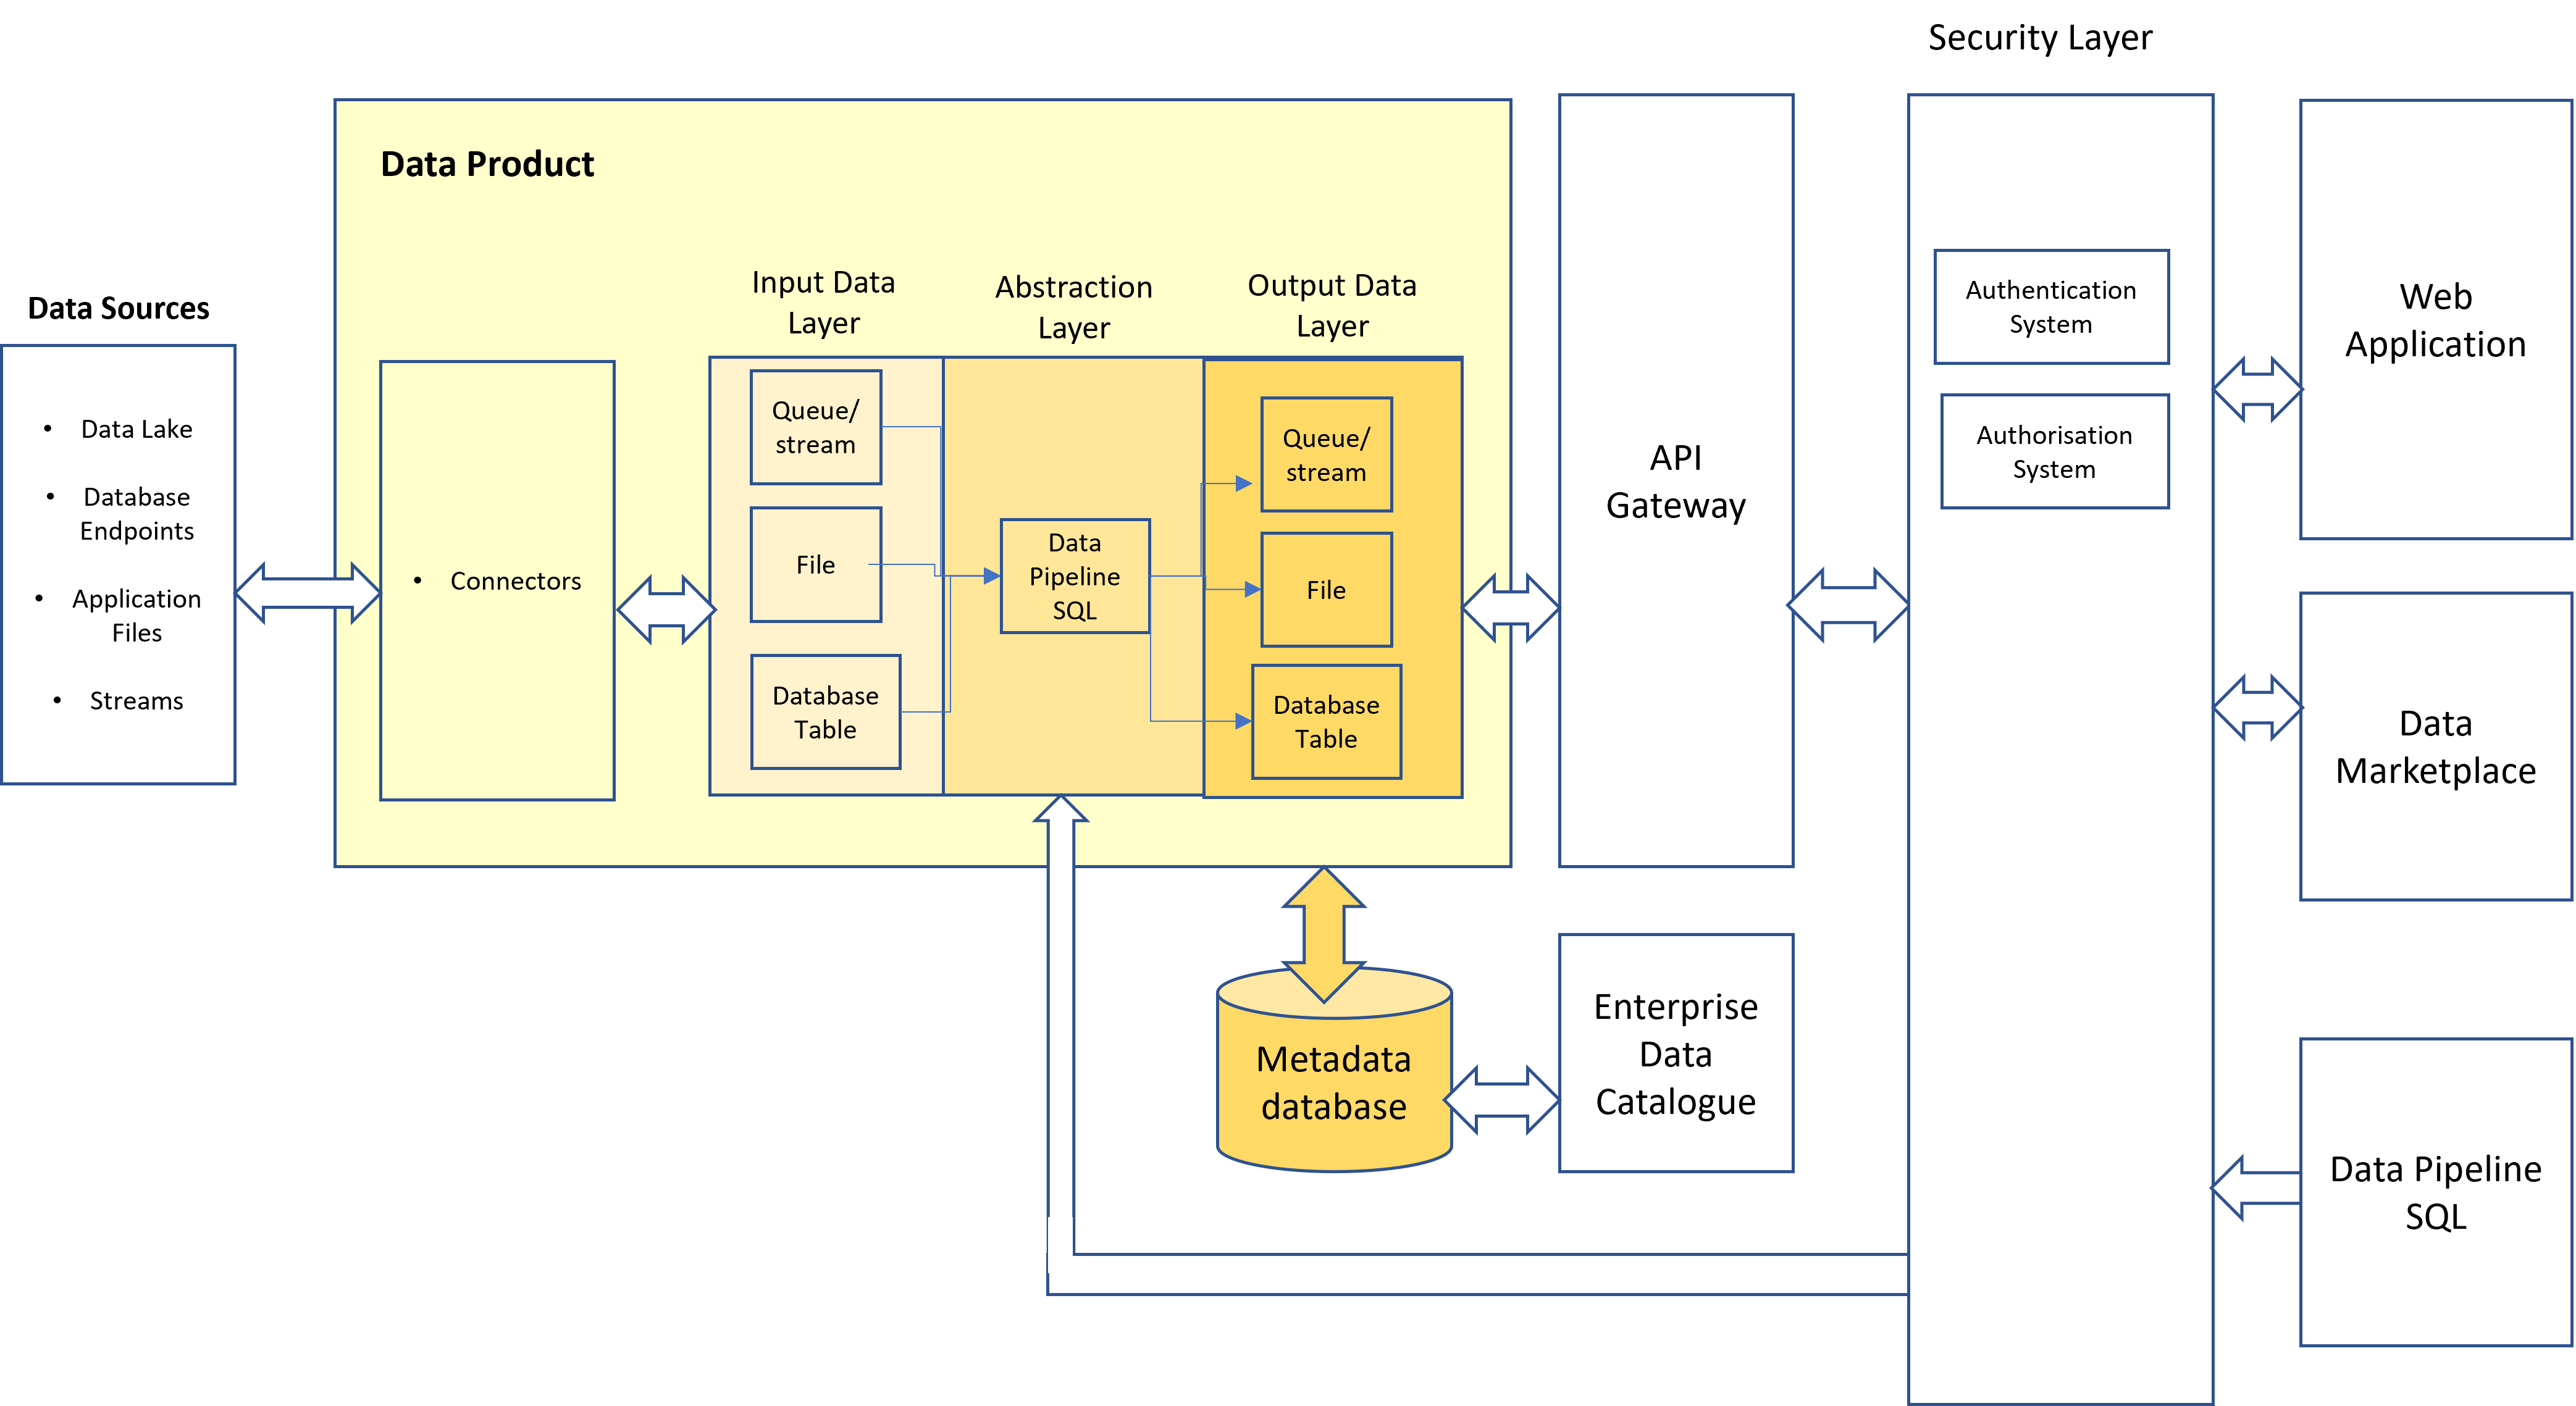 Security Layer
Data Product
Data Sources
• Data Lake
• Database
Endpoints
• Application
Files
• Streams
• Connectors
Input Data
Layer
Queue/
stream
File
Database
Table
Abstraction
Layer
Data
Pipeline
SQL
Output Data
Layer
Queue/
stream
File
Database
Table
API
Gateway
Authentication
System
Authorisation
System
Web
Application
Data
Marketplace
Metadata
database
Enterprise
Data
Catalogue
Data Pipeline
SQL